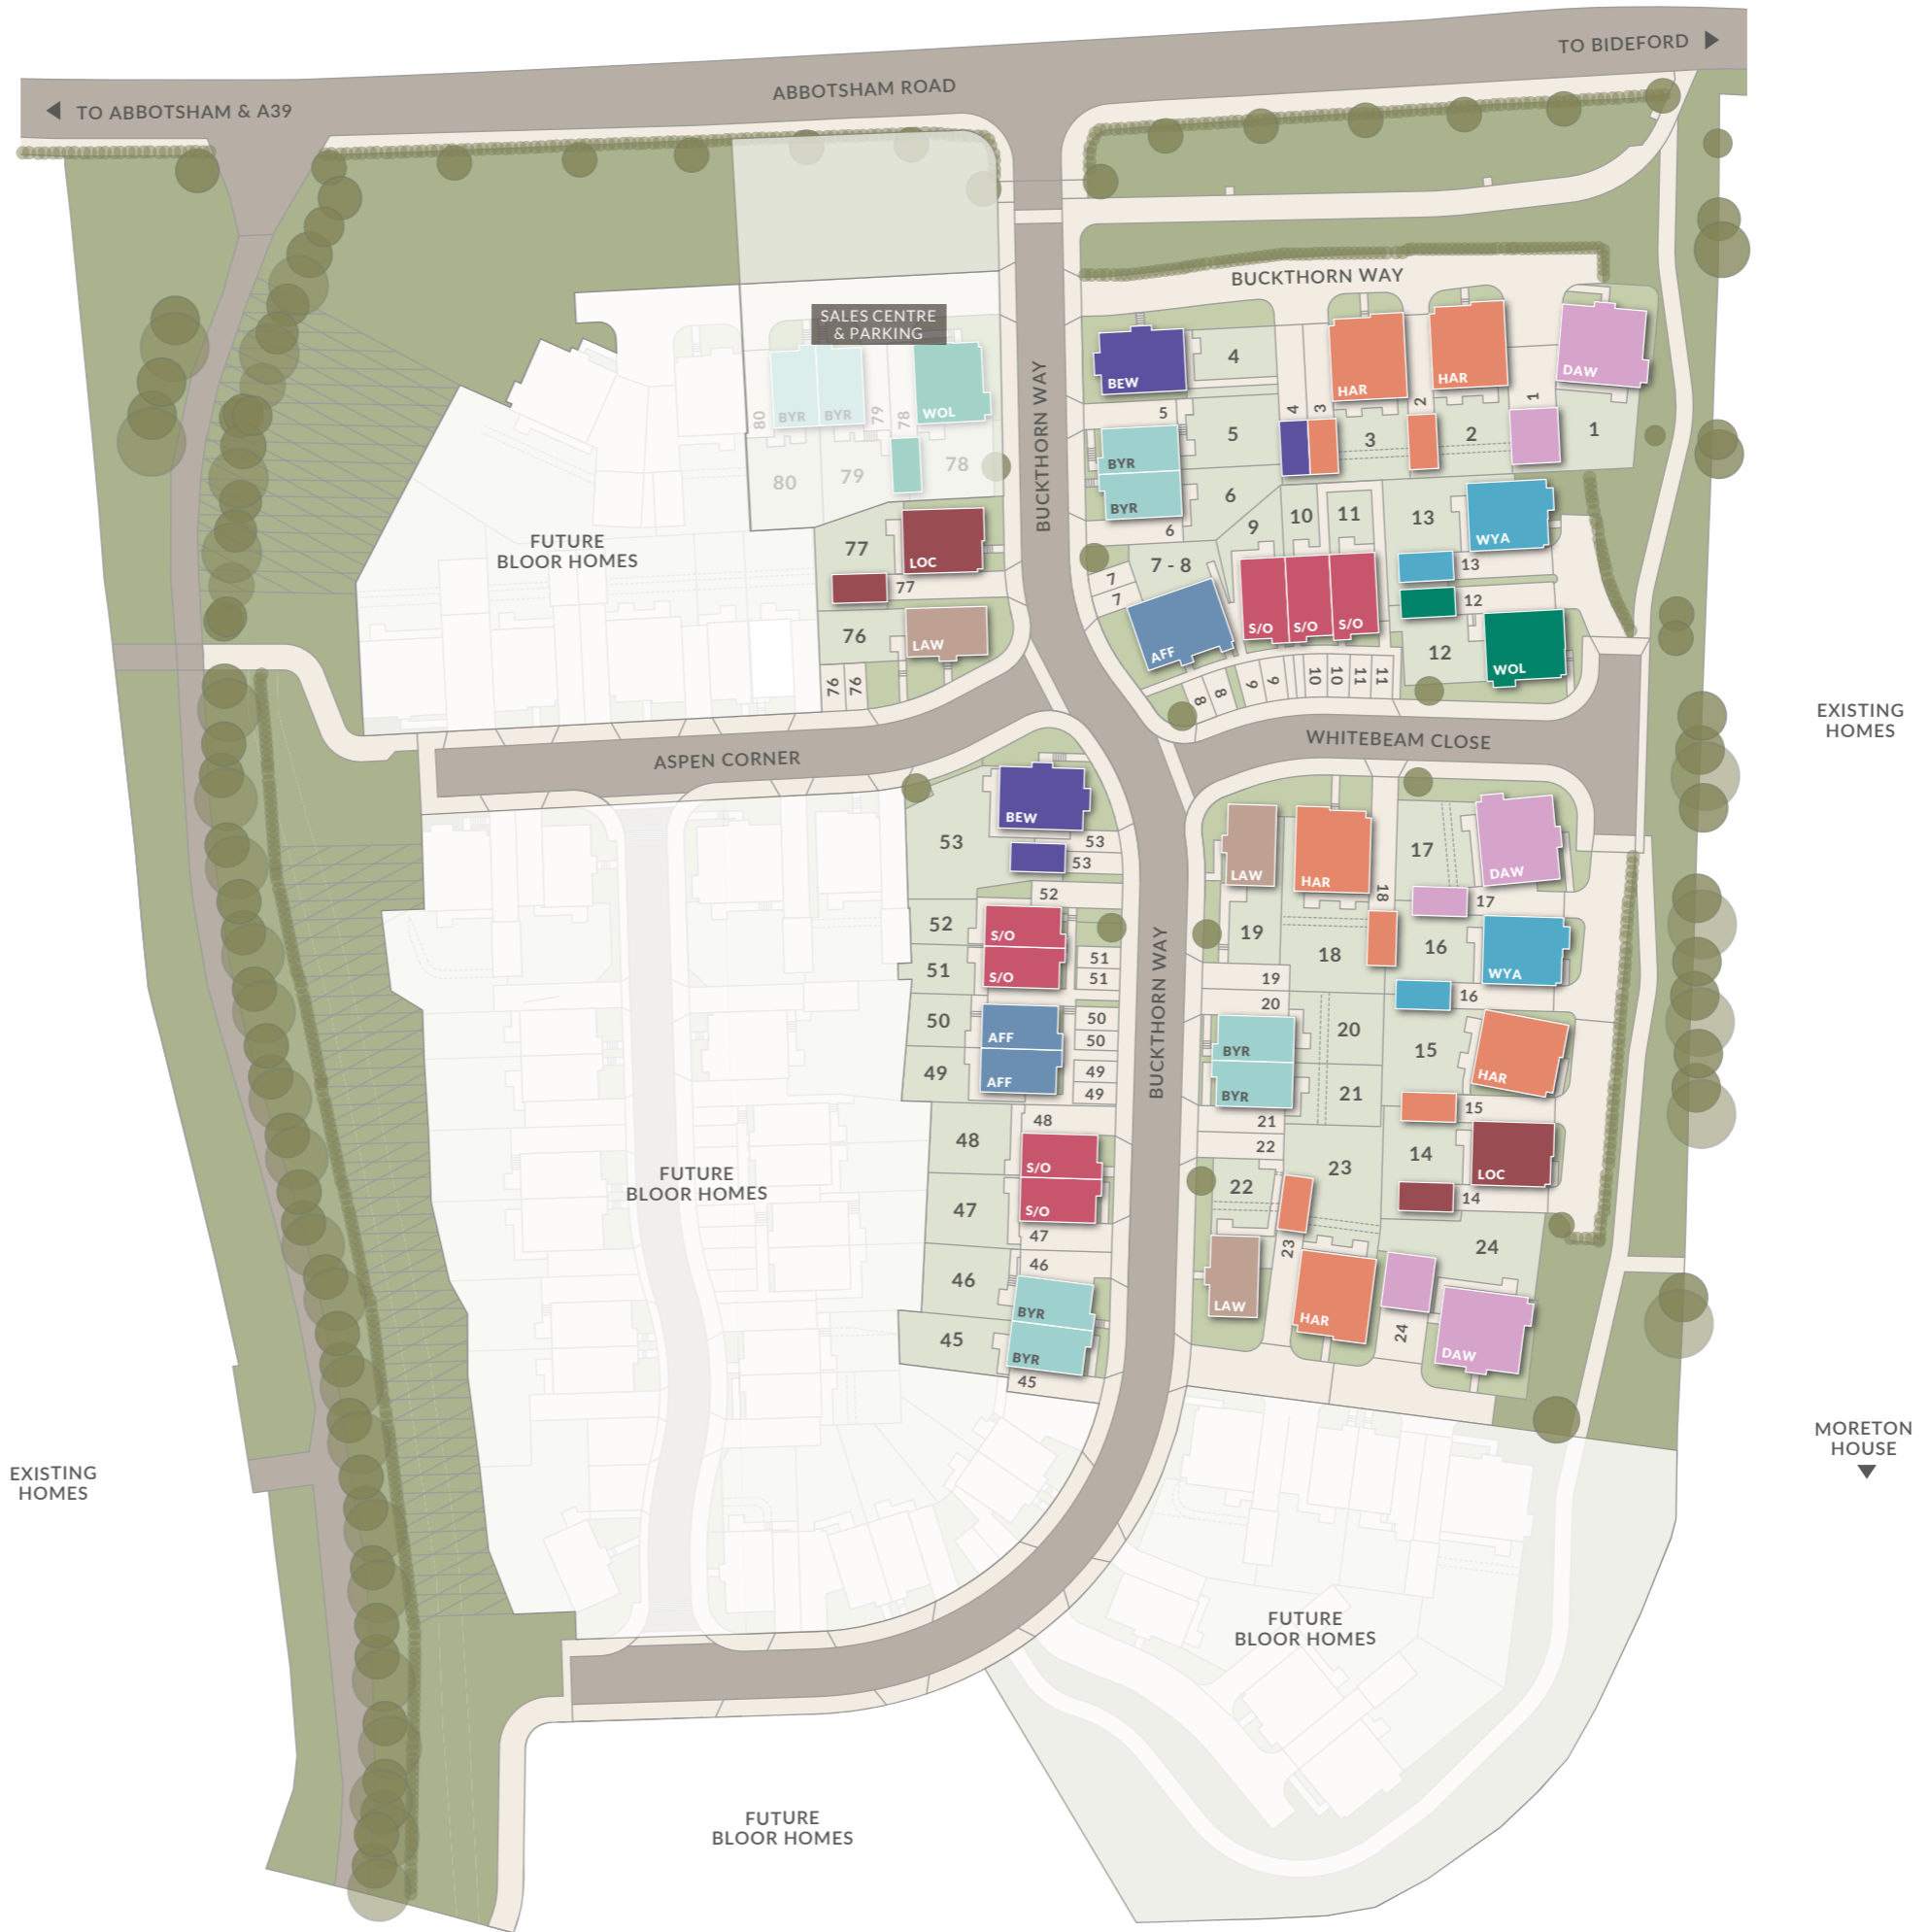 TO BIDEFORD
ABBOTSHAM ROAD
TO ABBOTSHAM & A39
BUCKTHORN WAY
SALES CENTRE
& PARKING
BYR
BYR
WOL
80
79
78
80
79
78
BUCKTHORN WAY
BEW
4
HAR
HAR
DAW
4
3
2
1
5
5
3
2
1
BYR
BYR
6
6
9
10
11
13
WYA
13
12
12
WOL
7 - 8
7
7
AFF
S/O
S/O
S/O
8
8
9
9
10
10
11
11
FUTURE
BLOOR HOMES
77
LOC
77
76
LAW
76
76
EXISTING
HOMES
ASPEN CORNER
WHITEBEAM CLOSE
BEW
53
53
53
52
52
S/O
51
S/O
51
51
50
AFF
50
50
49
AFF
49
49
48
48
S/O
47
S/O
47
46
46
BYR
45
BYR
45
BUCKTHORN WAY
LAW
HAR
18
17
DAW
17
19
18
16
WYA
16
19
20
BYR
20
15
HAR
15
BYR
21
21
22
22
23
14
LOC
14
24
23
LAW
HAR
24
DAW
FUTURE
BLOOR HOMES
EXISTING
HOMES
MORETON
HOUSE
FUTURE
BLOOR HOMES
FUTURE
BLOOR HOMES